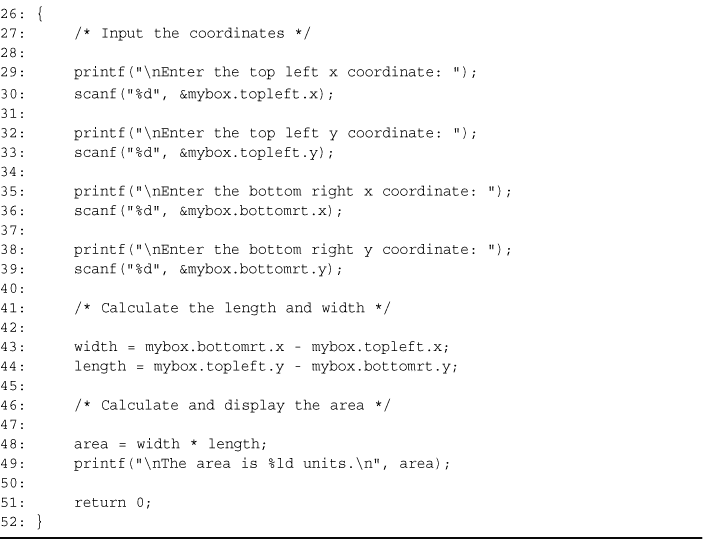 26: {
27:     /* Input the coordinates */
28:
29:     printf("\nEnter the top left x coordinate: ");
30:     scanf("%d", &mybox.topleft.x);
31:
32:     printf("\nEnter the top left y coordinate: ");
33:     scanf("%d", &mybox.topleft.y);
34:
35:     printf("\nEnter the bottom right x coordinate: ");
36:     scanf("%d", &mybox.bottomrt.x);
37:
38:     printf("\nEnter the bottom right y coordinate: ");
39:     scanf("%d", &mybox.bottomrt.y);
40:
41:     /* Calculate the length and width */
42:
43:     width = mybox.bottomrt.x - mybox.topleft.x;
44:     length = mybox.topleft.y - mybox.bottomrt.y;
45:
46:     /* Calculate and display the area */
47:
48:     area = width * length;
49:     printf("\nThe area is %ld units.\n", area);
50:
51:     return 0;
52: }